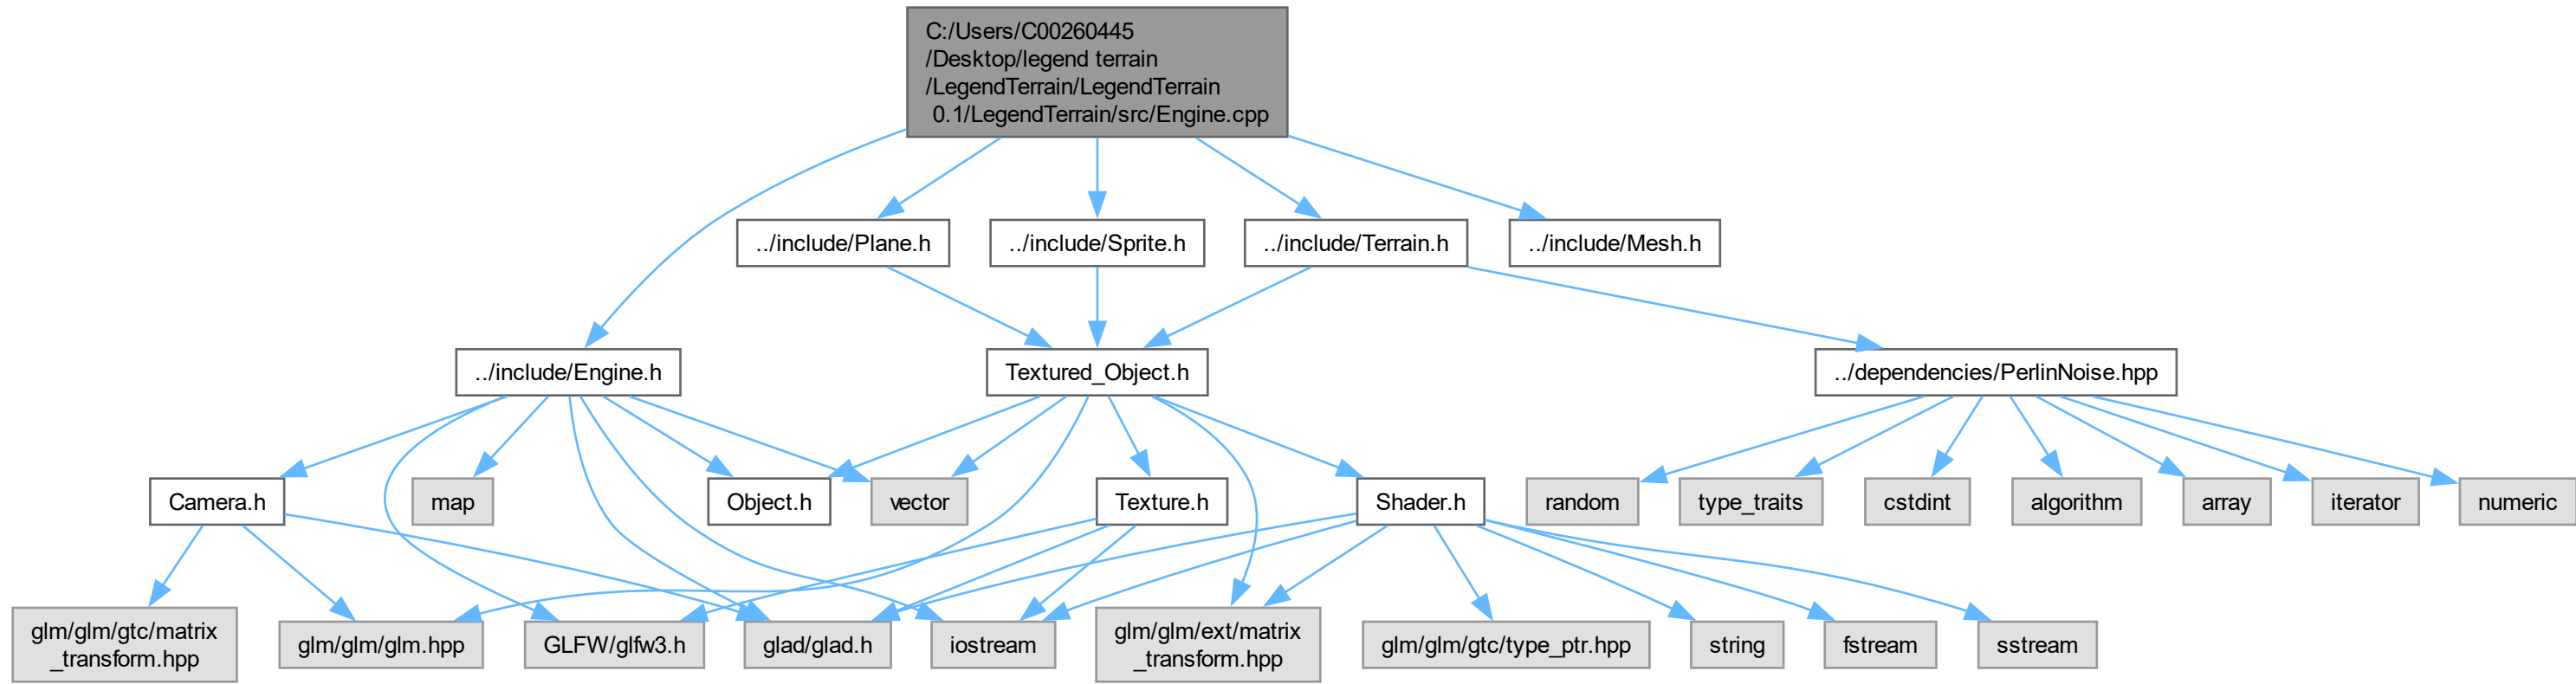 C:/Users/C00260445
/Desktop/legend terrain
/LegendTerrain/LegendTerrain
0.1/LegendTerrain/src/Engine.cpp
../include/Plane.h
../include/Sprite.h
../include/Terrain.h
../include/Mesh.h
../include/Engine.h
Textured_Object.h
../dependencies/PerlinNoise.hpp
Camera.h
map
Object.h
vector
Texture.h
Shader.h
random
type_traits
cstdint
algorithm
array
iterator
numeric
glm/glm/gtc/matrix
_transform.hpp
glm/glm/glm.hpp
GLFW/glfw3.h
glad/glad.h
iostream
glm/glm/ext/matrix
_transform.hpp
glm/glm/gtc/type_ptr.hpp
string
fstream
sstream